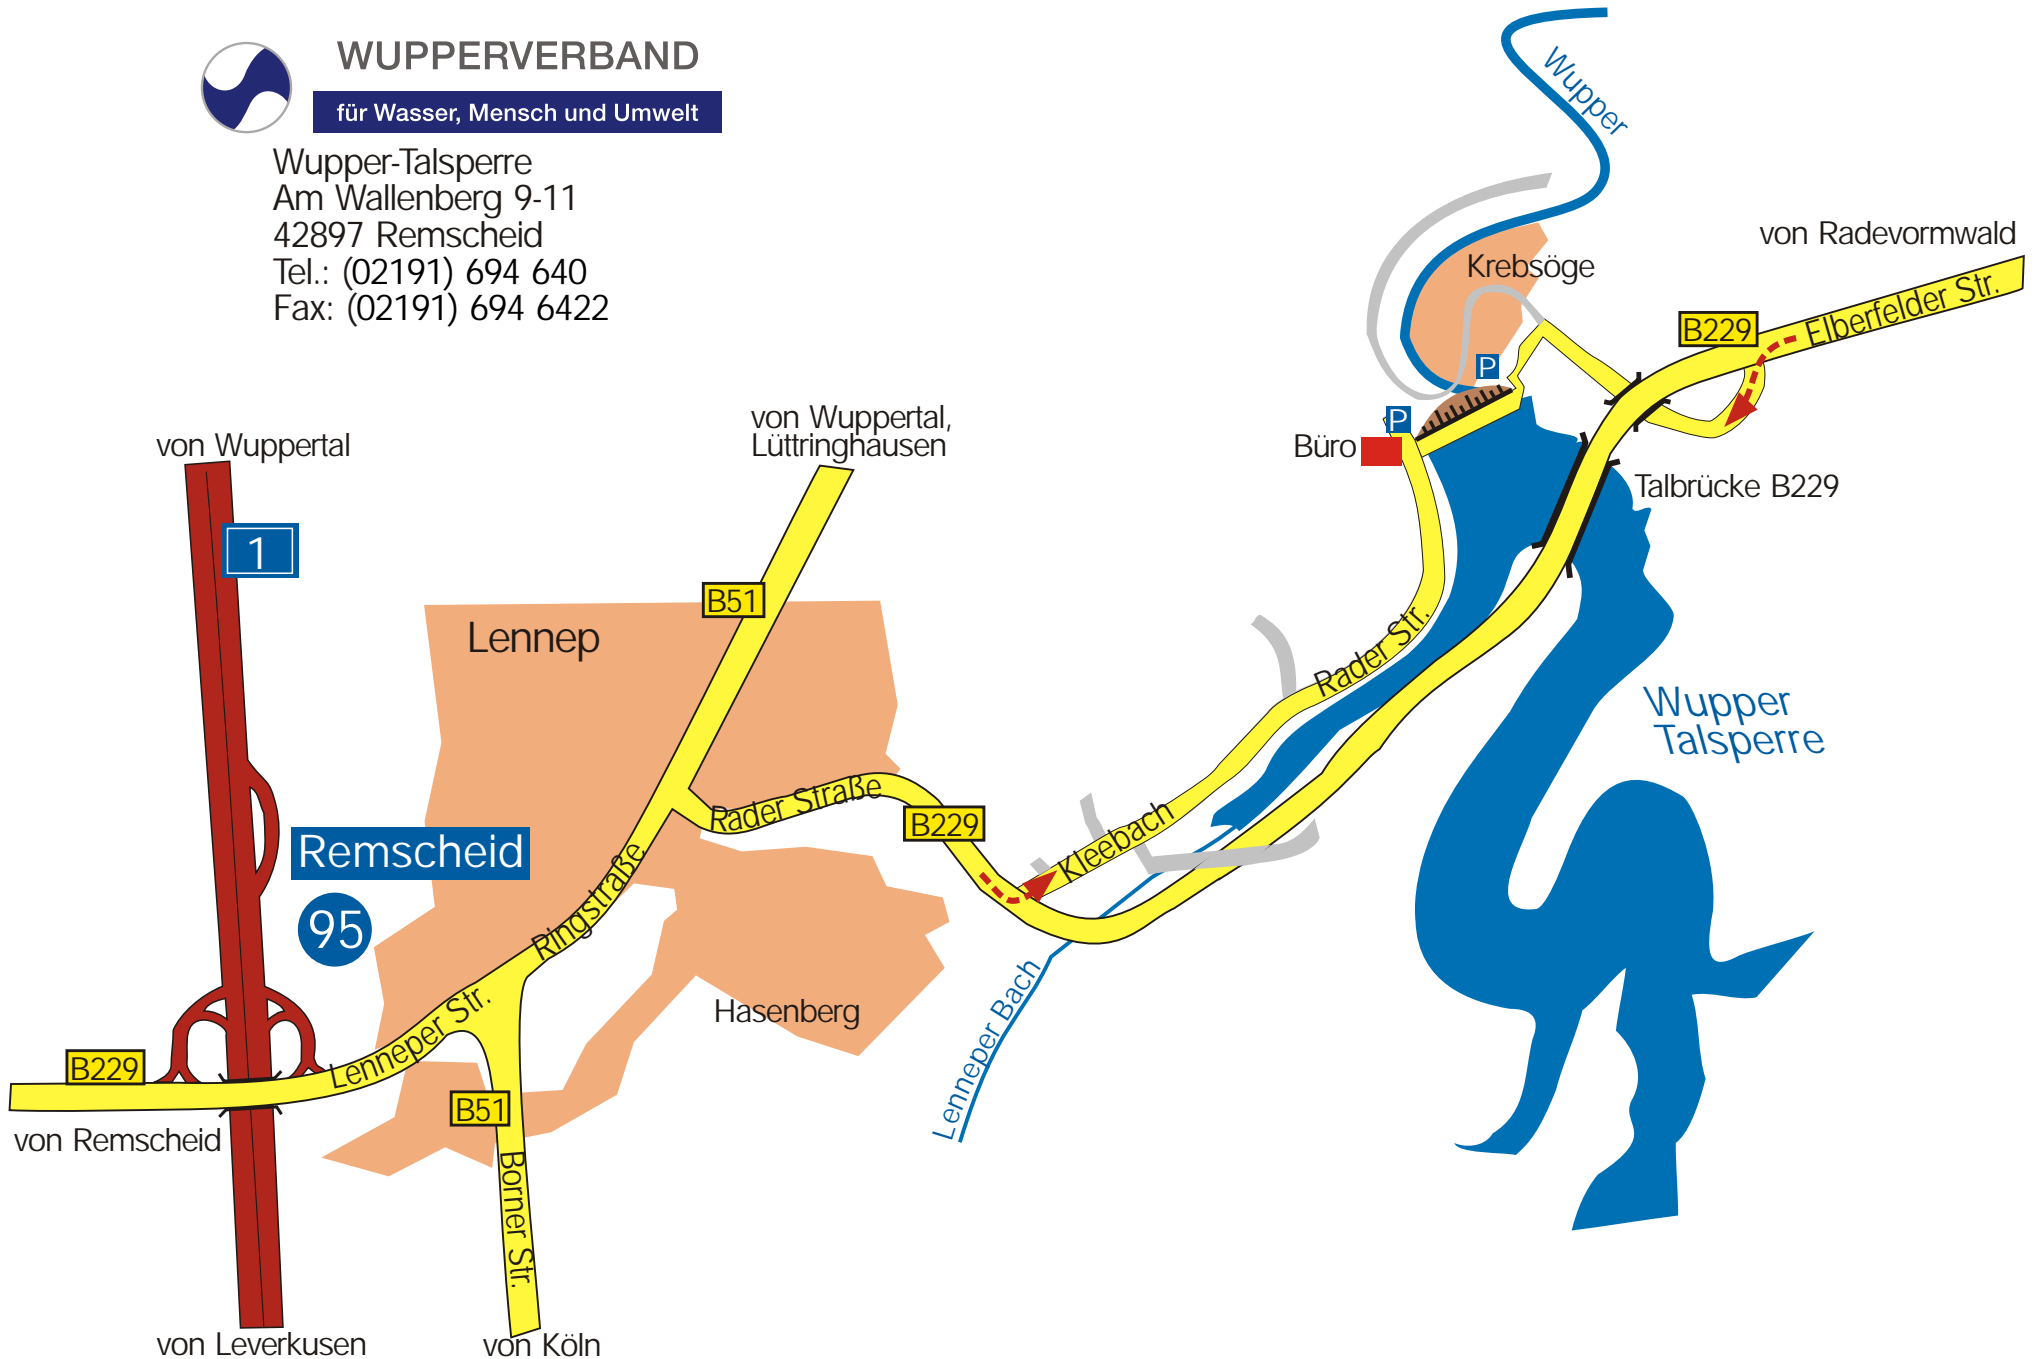 WUPPERVERBAND
für Wasser, Mensch und Umwelt
Wupper-Talsperre
Am Wallenberg 9-11
42897 Remscheid
Tel.: (02191) 694 640
Fax: (02191) 694 6422
Wupper
von Radevormwald
Krebsöge
Elberfelder Str.
B229
P
P
Büro
Talbrücke B229
von Wuppertal
von Wuppertal,
Lüttringhausen
1
B51
Lennep
Rader Str.
Wupper
Talsperre
Rader Straße
B229
Kleebach
Remscheid
95
Ringstraße
Hasenberg
Lenneper Bach
Lenneper Str.
B229
B51
von Remscheid
Borner Str.
von Leverkusen
von Köln